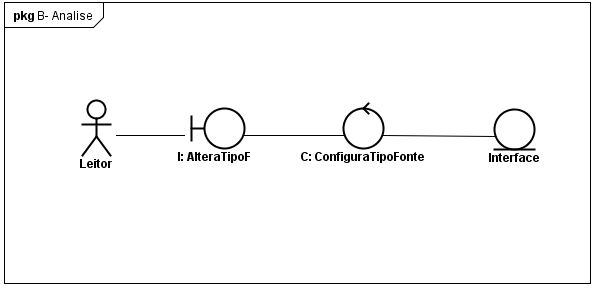 pkg B- Analise
Leitor
I: AlteraTipoF
C: ConfiguraTipoFonte
Interface